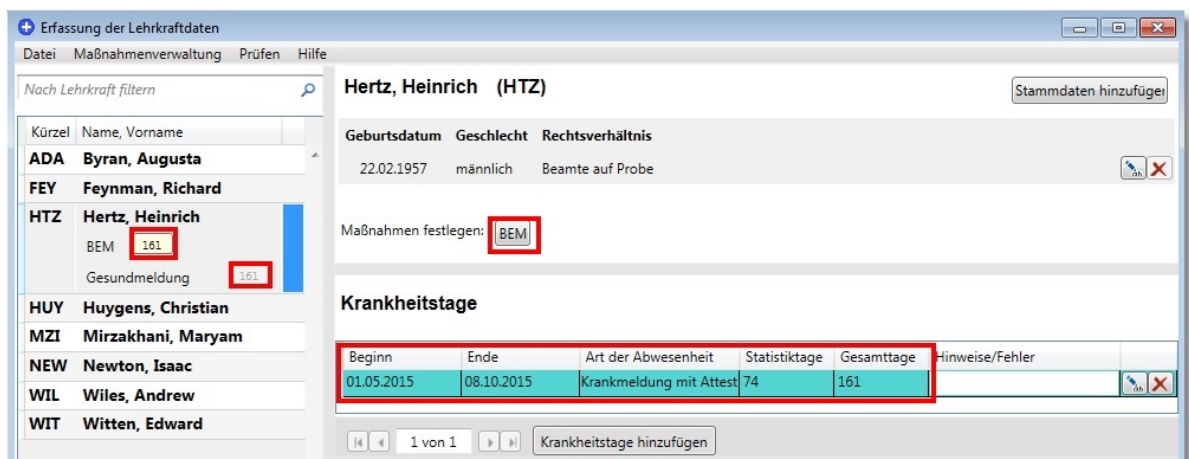 Erfassung der Lehrkraftdaten
Datei Maßnahmenverwaltung Prüfen Hilfe
Nach Lehrkraft filtern
Kürzel Name, Vorname
ADA Byran, Augusta
FEY Feynman, Richard
HTZ Hertz, Heinrich
BEM 161
Gesundmeldung 161
HUY Huygens, Christian
MZI Mirzakhani, Maryam
NEW Newton, Isaac
WIL Wiles, Andrew
WIT Witten, Edward
Hertz, Heinrich (HTZ)
Stammdaten hinzufüger
Geburtsdatum Geschlecht Rechtsverhältnis
22.02.1957 männlich Beamte auf Probe
Maßnahmen festlegen: BEM
Krankheitstage
Beginn Ende Art der Abwesenheit Statistiktage Gesamttage Hinweise/Fehler
01.05.2015 08.10.2015 Krankmeldung mit Attest 74 161
1 von 1 Krankheitstage hinzufügen